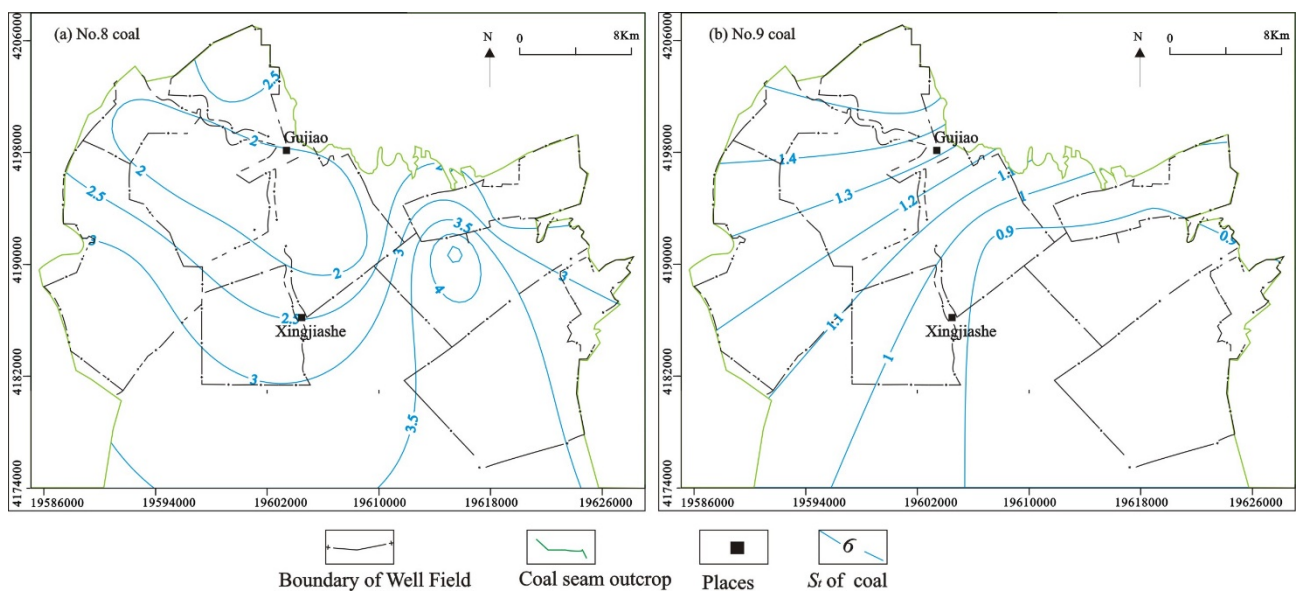 (a) No.8 coal
N
0 8Km
4206000
4198000
4190000
4182000
4174000
2.5
2
Gujiao
2
2.5
3
2
2.5
Xingjiashe
3
3
3.5
4
3
3.5
19586000 19594000 19602000 19610000 19618000 19626000
(b) No.9 coal
N
0 8Km
4206000
4198000
4190000
4182000
4174000
Gujiao
1.4
1.3
1.2
1.1
1
0.9
0.9
Xingjiashe
1.1
1
19586000 19594000 19602000 19610000 19618000 19626000
Boundary of Well Field
Coal seam outcrop
Places
6
St of coal